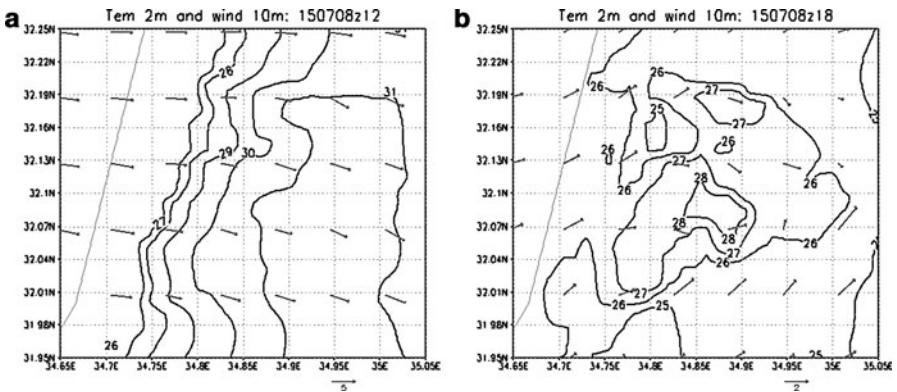 a
Tem 2m and wind 10m: 150708z12
32.25N
32.22N
32.19N
32.16N
32.13N
32.1N
32.07N
32.04N
32.01N
31.98N
31.95N
34.65E 34.7E 34.75E 34.8E 34.85E 34.9E 34.95E 35E 35.05E
28
31
29
30
27
26
5
b
Tem 2m and wind 10m: 150708z18
32.25N
32.22N
32.19N
32.16N
32.13N
32.1N
32.07N
32.04N
32.01N
31.98N
31.95N
34.65E 34.7E 34.75E 34.8E 34.85E 34.9E 34.95E 35E 35.05E
26
26
27
25
27
26
26
27
26
28
26
28
28
26
27
26
27
26
25
25
2